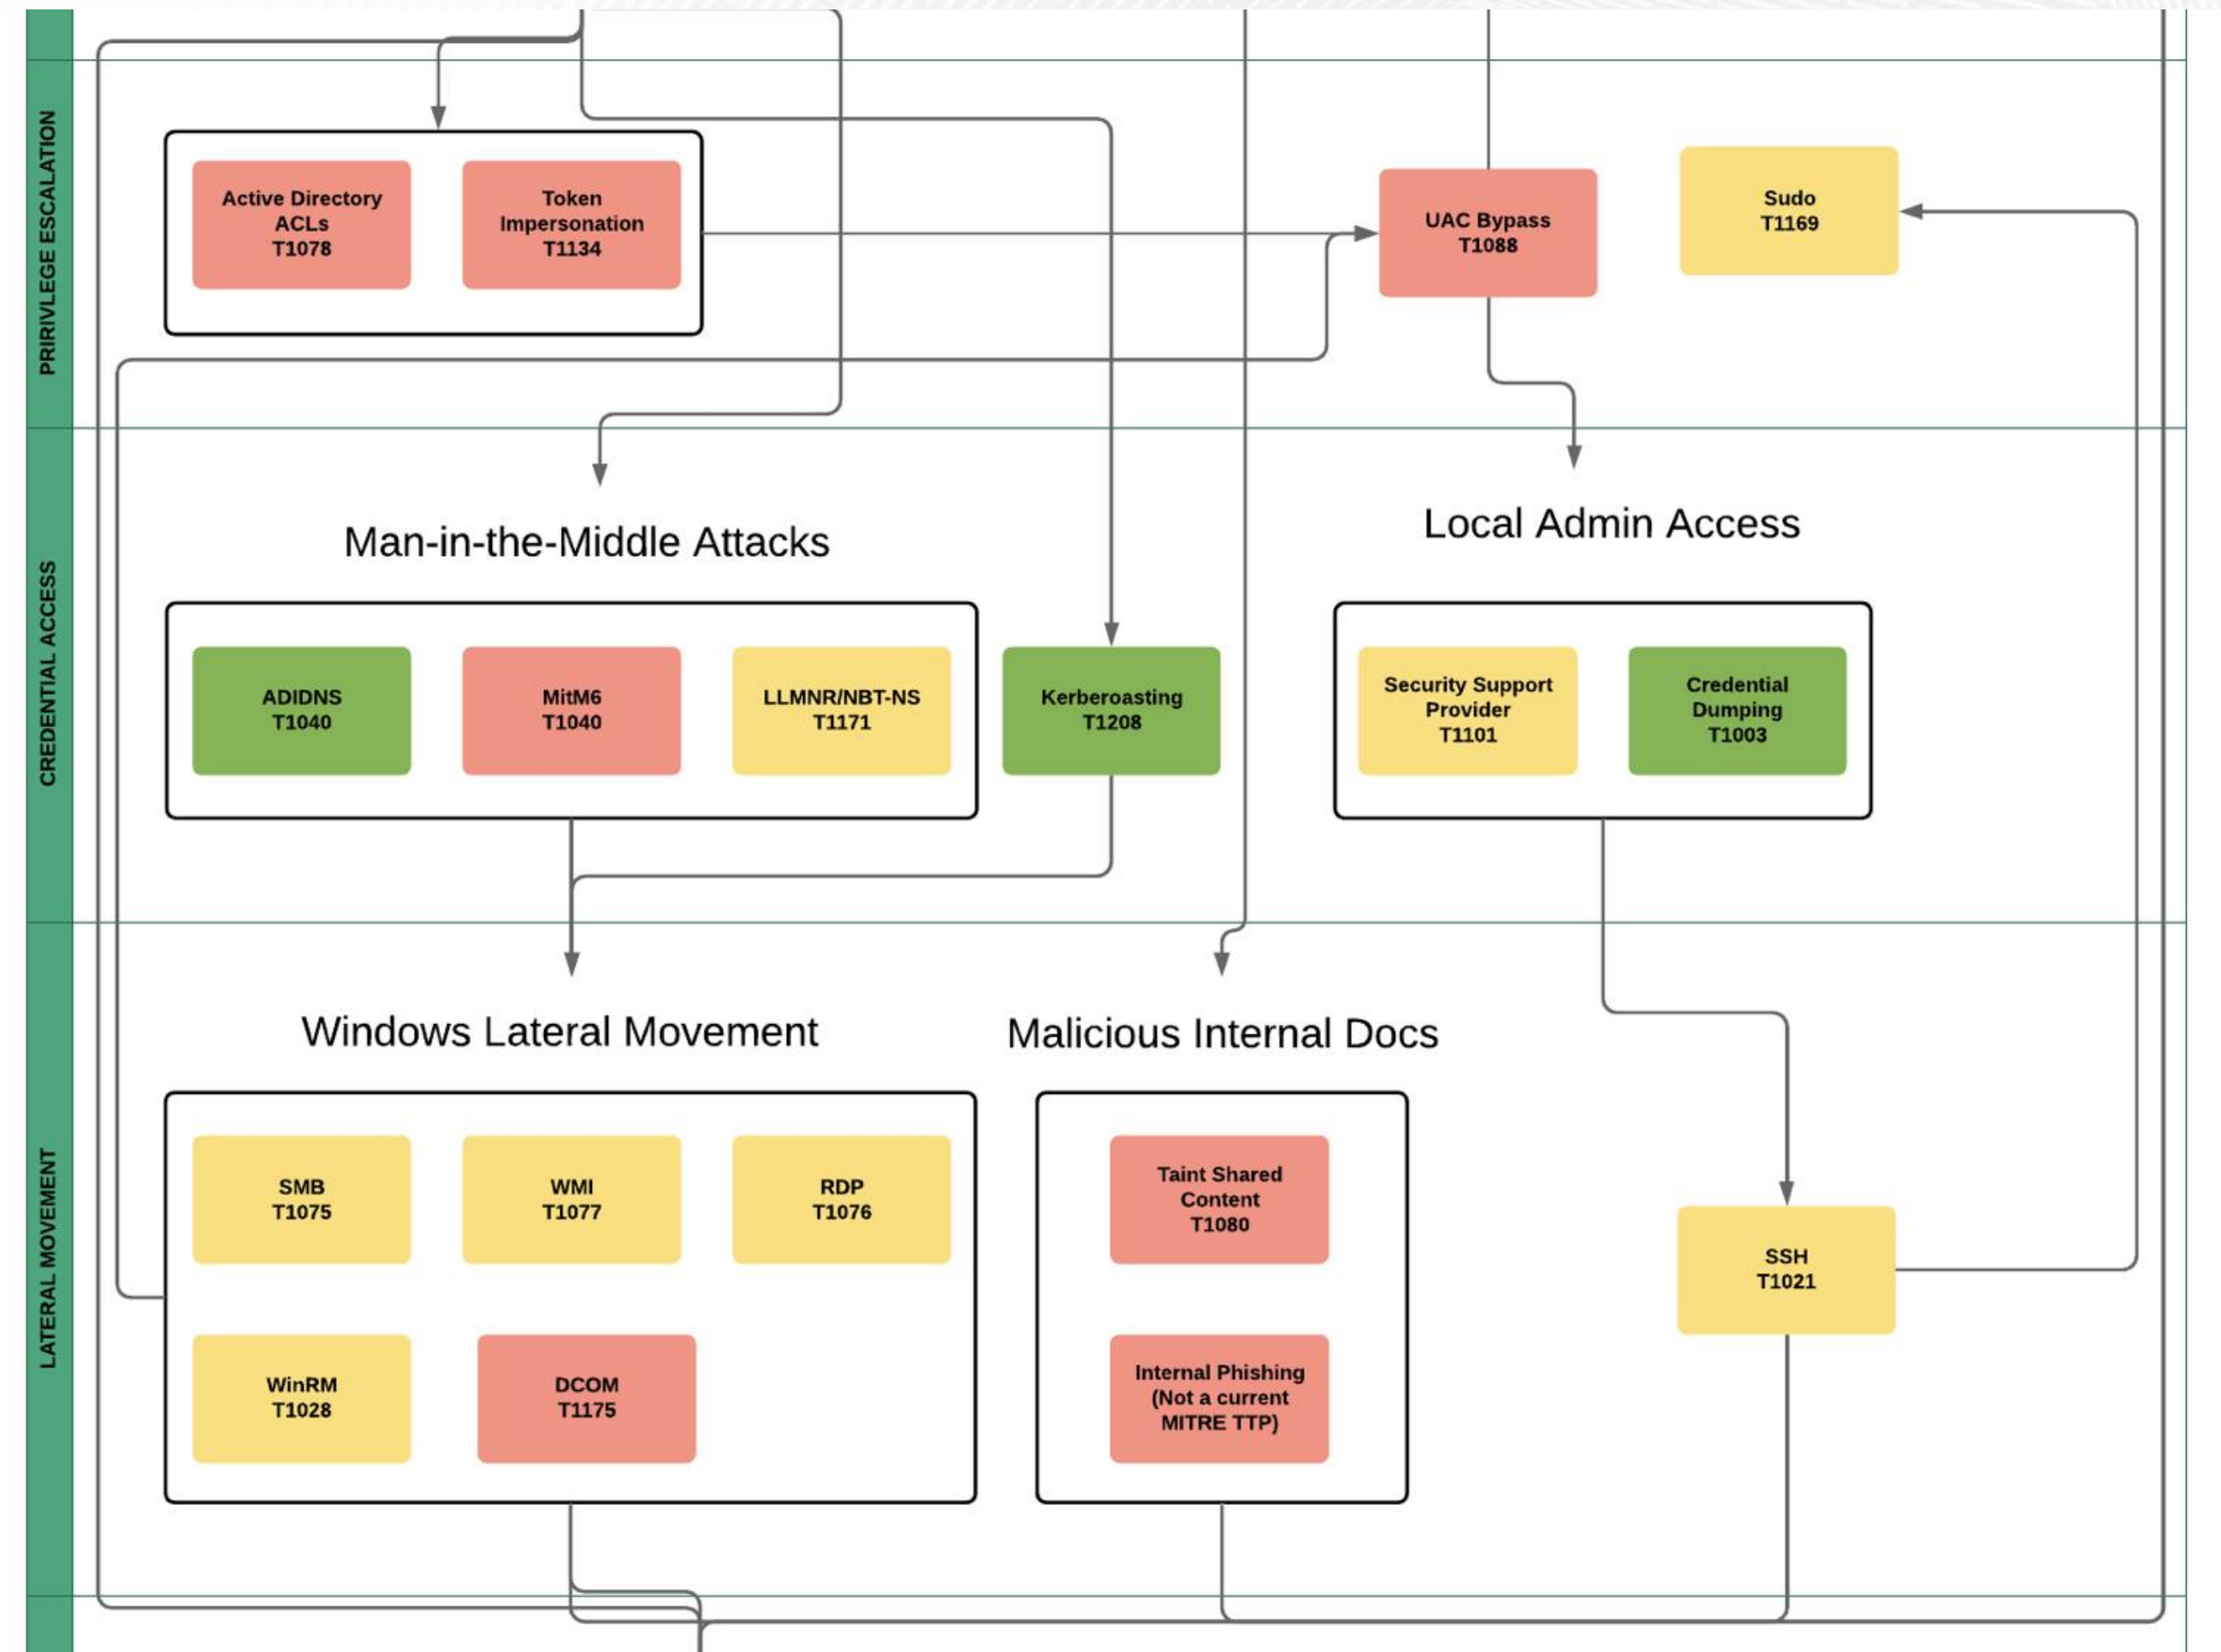 PRIRIVLEGE ESCALATION
Active Directory
ACLs
T1078
Token
Impersonation
T1134
UAC Bypass
T1088
Sudo
T1169
CREDENTIAL ACCESS
Man-in-the-Middle Attacks
ADIDNS
T1040
MitM6
T1040
LLMNR/NBT-NS
T1171
Kerberoasting
T1208
Local Admin Access
Security Support
Provider
T1101
Credential
Dumping
T1003
LATERAL MOVEMENT
Windows Lateral Movement
SMB
T1075
WMI
T1077
RDP
T1076
WinRM
T1028
DCOM
T1175
Malicious Internal Docs
Taint Shared
Content
T1080
Internal Phishing
(Not a current
MITRE TTP)
SSH
T1021